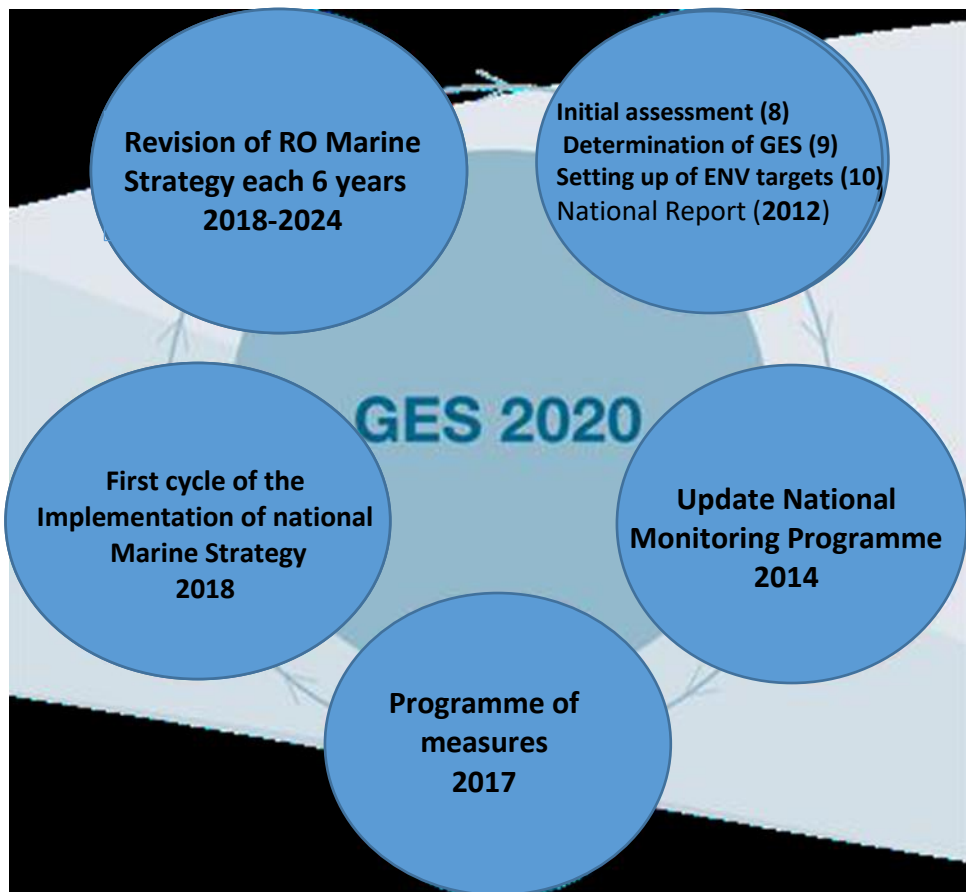 Revision of RO Marine
Strategy each 6 years
2018-2024
Initial assessment (8)
Determination of GES (9)
Setting up of ENV targets (10)
National Report (2012)
GES 2020
First cycle of the
Implementation of national
Marine Strategy
2018
Update National
Monitoring Programme
2014
Programme of
measures
2017